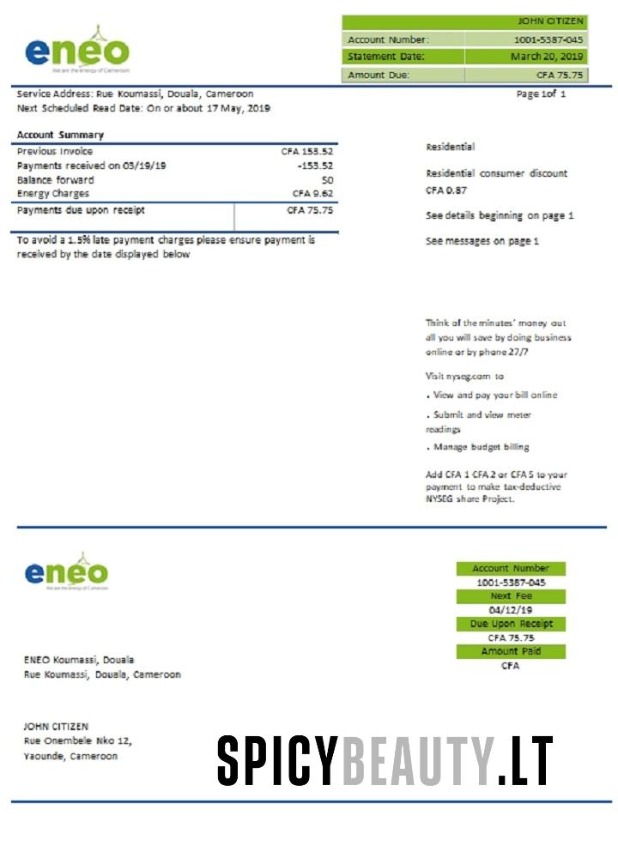 eneo
We are the energy of Cameroon
JOHN CITIZEN
Account Number: 1001-5387-045
Statement Date: March 20, 2019
Amount Due: CFA 75.75
Service Address: Rue Koumassi, Douala, Cameroon
Page 1of 1
Next Scheduled Read Date: On or about 17 May, 2019
Account Summary
Previous Invoice CFA 153.52
Payments received on 03/19/19 -153.52
Balance forward $0
Energy Charges CFA 9.62
Payments due upon receipt CFA 75.75
To avoid a 1.5% late payment charges please ensure payment is
received by the date displayed below
Residential
Residential consumer discount
CFA 0.87
See details beginning on page 1
See messages on page 1
Think of the minutes' money out
all you will save by doing business
online or by phone 27/7
Visit nyseg.com to
. View and pay your bill online
. Submit and view meter
readings
. Manage budget billing
Add CFA 1 CFA 2 or CFA 5 to your
payment to make tax-deductive
NYSEG share Project.
eneo
We are the energy of Cameroon
Account Number
1001-5387-045
Next Fee
04/12/19
Due Upon Receipt
CFA 75.75
Amount Paid
CFA
ENEO Koumassi, Douala
Rue Koumassi, Douala, Cameroon
JOHN CITIZEN
Rue Onembele Nko 12,
Yaounde, Cameroon
SPICYBEAUTY.LT